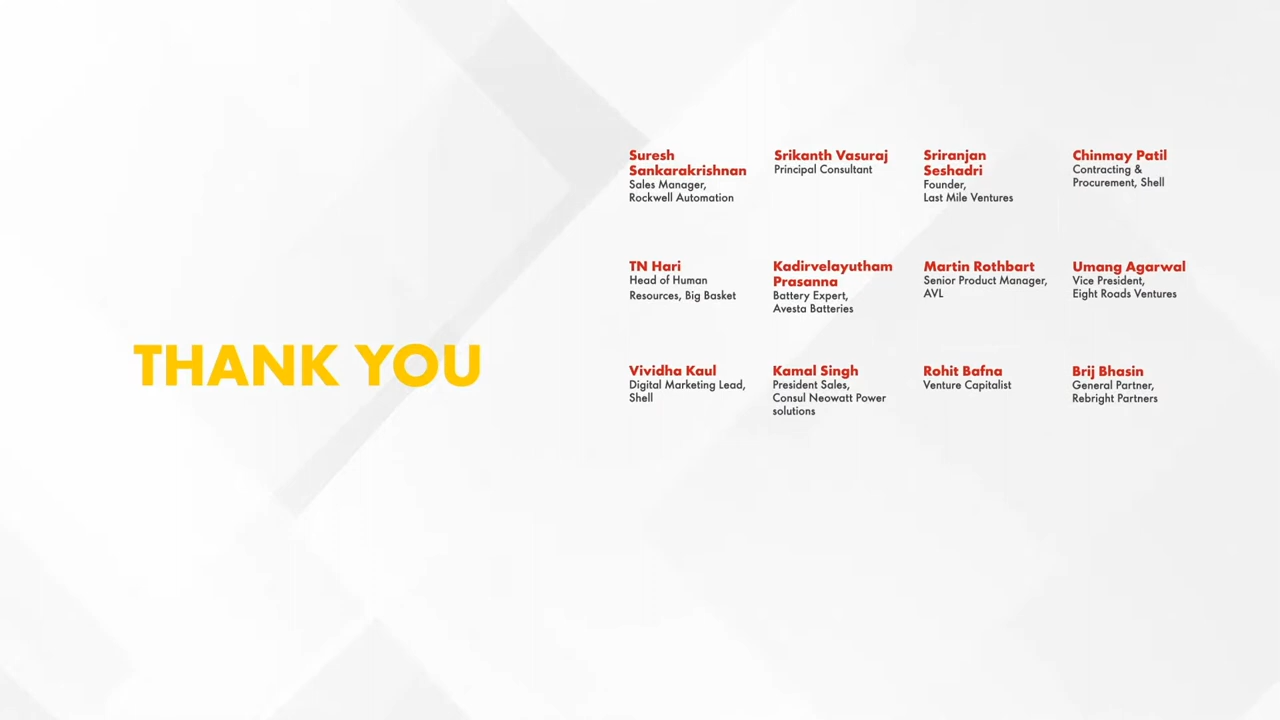 THANK YOU
Suresh
Sankarakrishnan
Sales Manager,
Rockwell Automation
Srikanth Vasuraj
Principal Consultant
Sriranjan
Seshadri
Founder,
Last Mile Ventures
Chinmay Patil
Contracting &
Procurement, Shell
TN Hari
Head of Human
Resources, Big Basket
Kadirvelayutham
Prasanna
Battery Expert,
Avesta Batteries
Martin Rothbart
Senior Product Manager,
AVL
Umang Agarwal
Vice President,
Eight Roads Ventures
Vividha Kaul
Digital Marketing Lead,
Shell
Kamal Singh
President Sales,
Consul Neowatt Power
solutions
Rohit Bafna
Venture Capitalist
Brij Bhasin
General Partner,
Rebright Partners